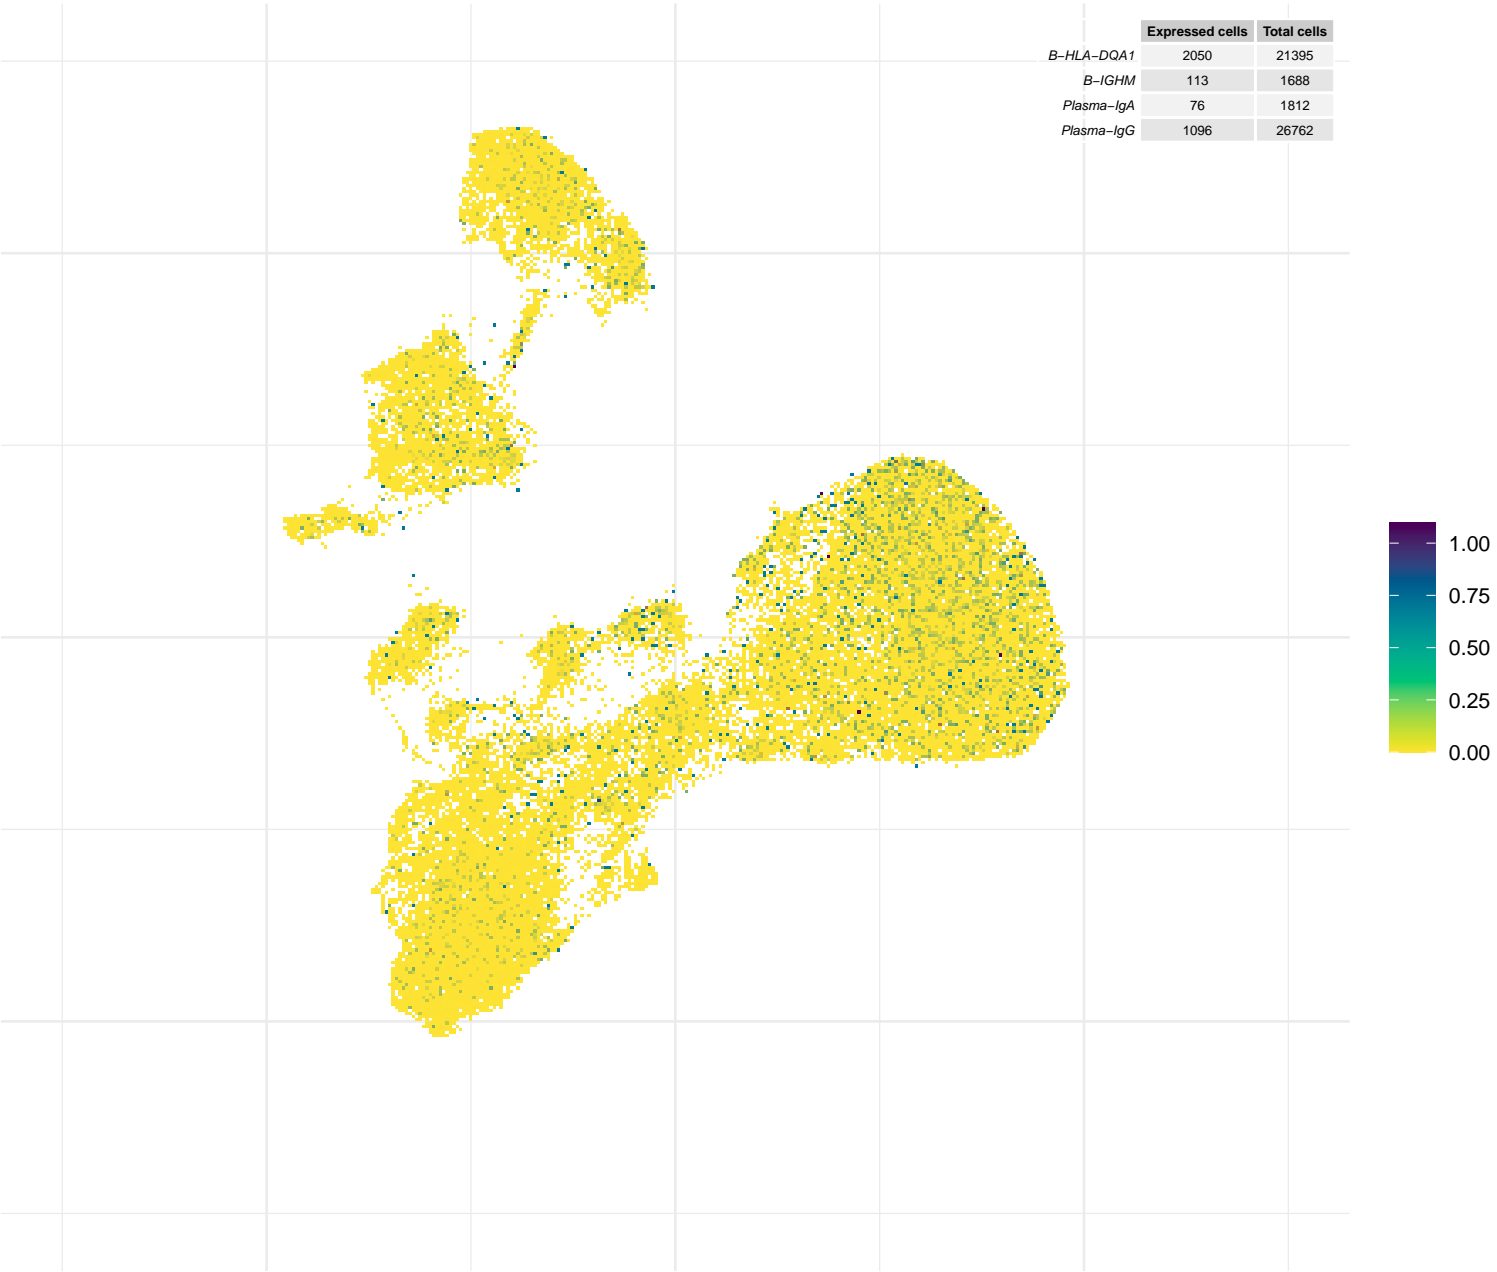 Expressed cells Total cells
B−HLA−DQA1 2050 21395
B−IGHM 113 1688
Plasma−IgA 76 1812
Plasma−IgG 1096 26762
1.00
0.75
0.50
0.25
0.00